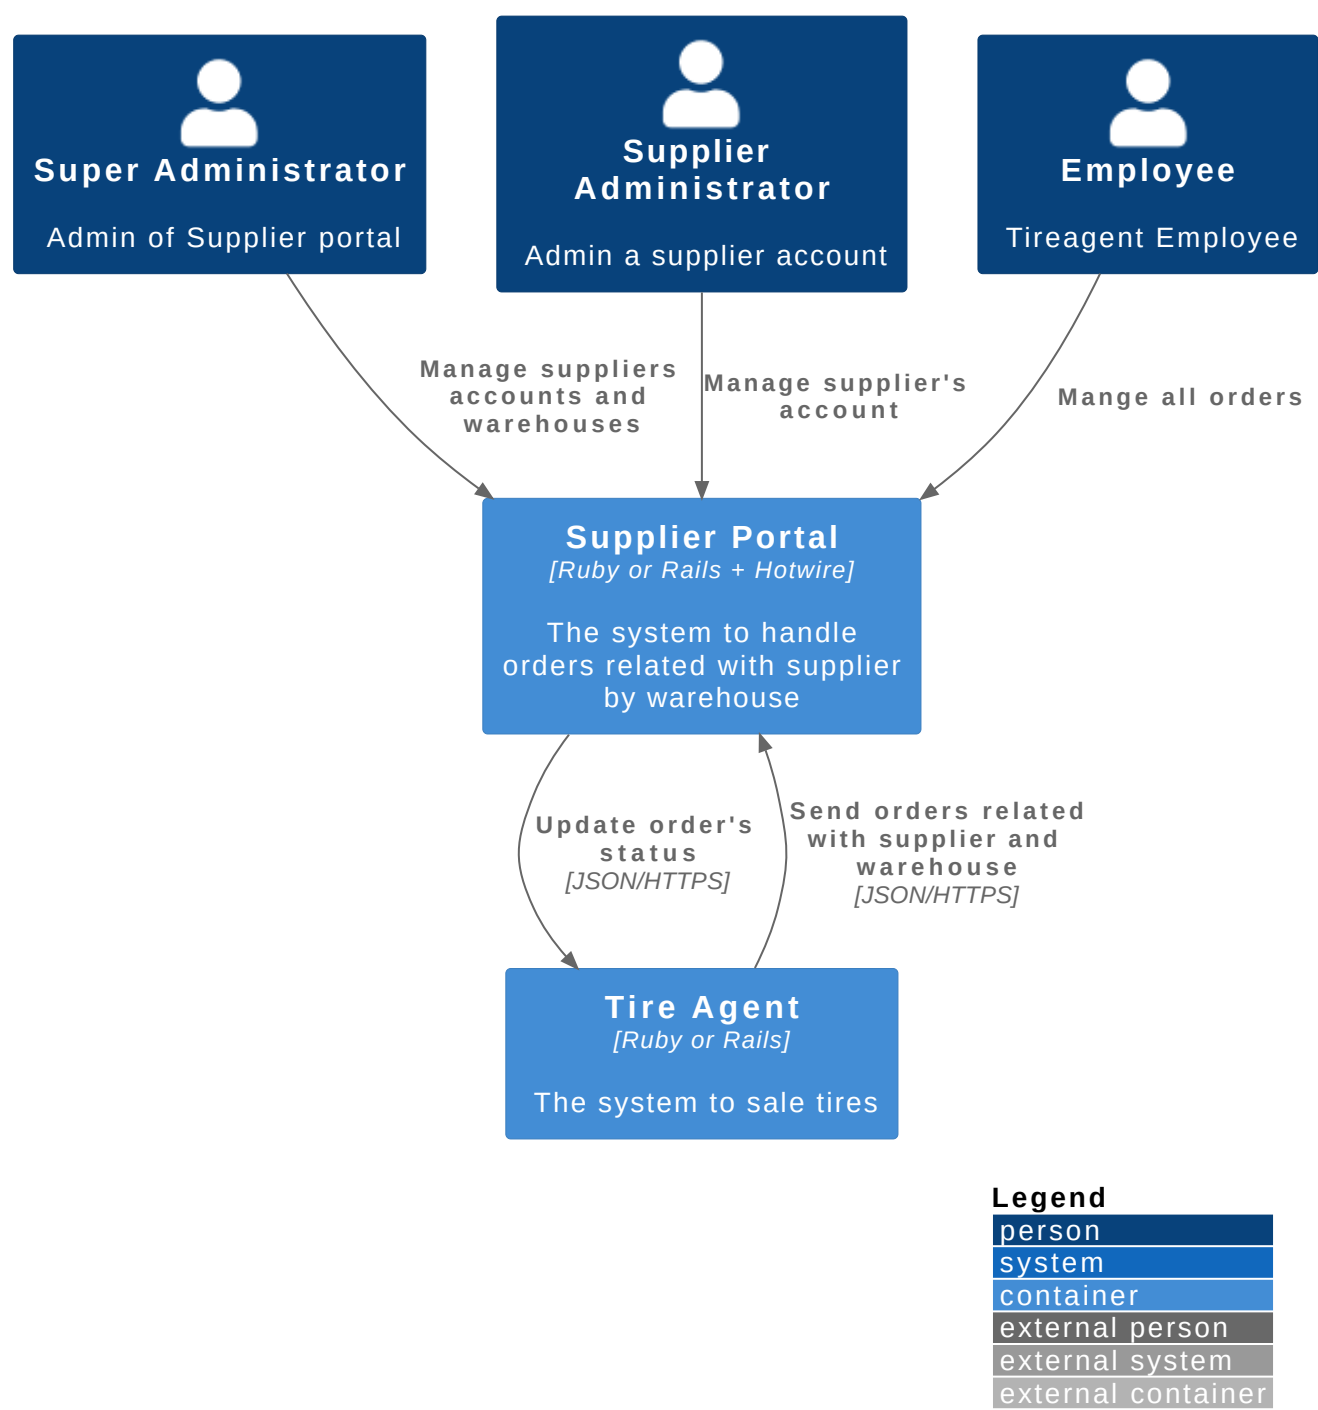 Super Administrator
Admin of Supplier portal
Supplier
Administrator
Admin a supplier account
Employee
Tireagent Employee
Manage suppliers
accounts and
warehouses
Manage supplier's
account
Mange all orders
Supplier Portal
[Ruby or Rails + Hotwire]
The system to handle
orders related with supplier
by warehouse
Update order's
status
[JSON/HTTPS]
Send orders related
with supplier and
warehouse
[JSON/HTTPS]
Tire Agent
[Ruby or Rails]
The system to sale tires
Legend
person
system
container
external person
external system
external container